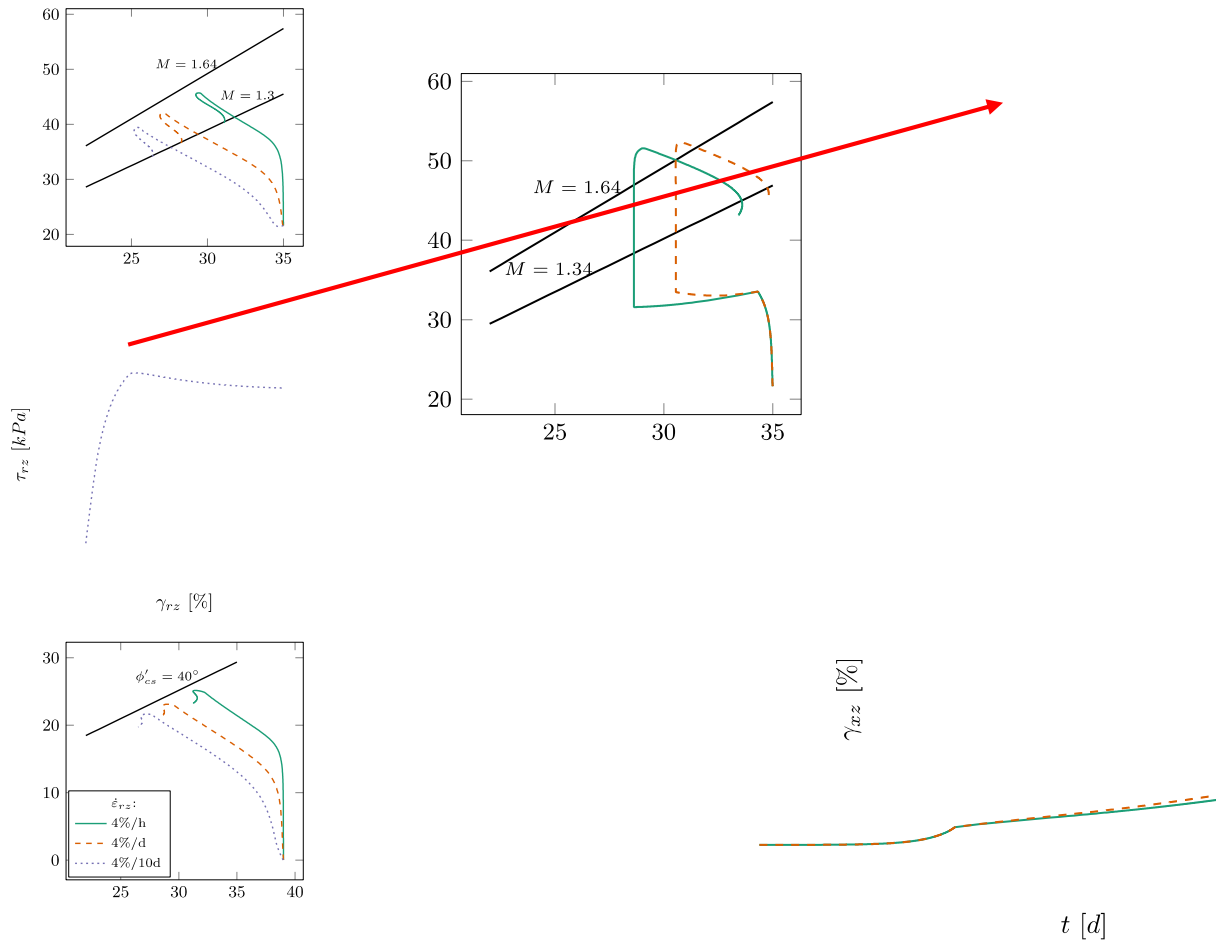 60
50
40
30
20
25 30 35
M = 1.64
M = 1.3
60
50
40
30
20
25 30 35
M = 1.64
M = 1.34
τrz [kPa]
γrz [%]
30
20
10
0
25 30 35 40
ϕ′cs = 40°
ε̇rz:
4%/h
4%/d
4%/10d
γxz [%]
t [d]